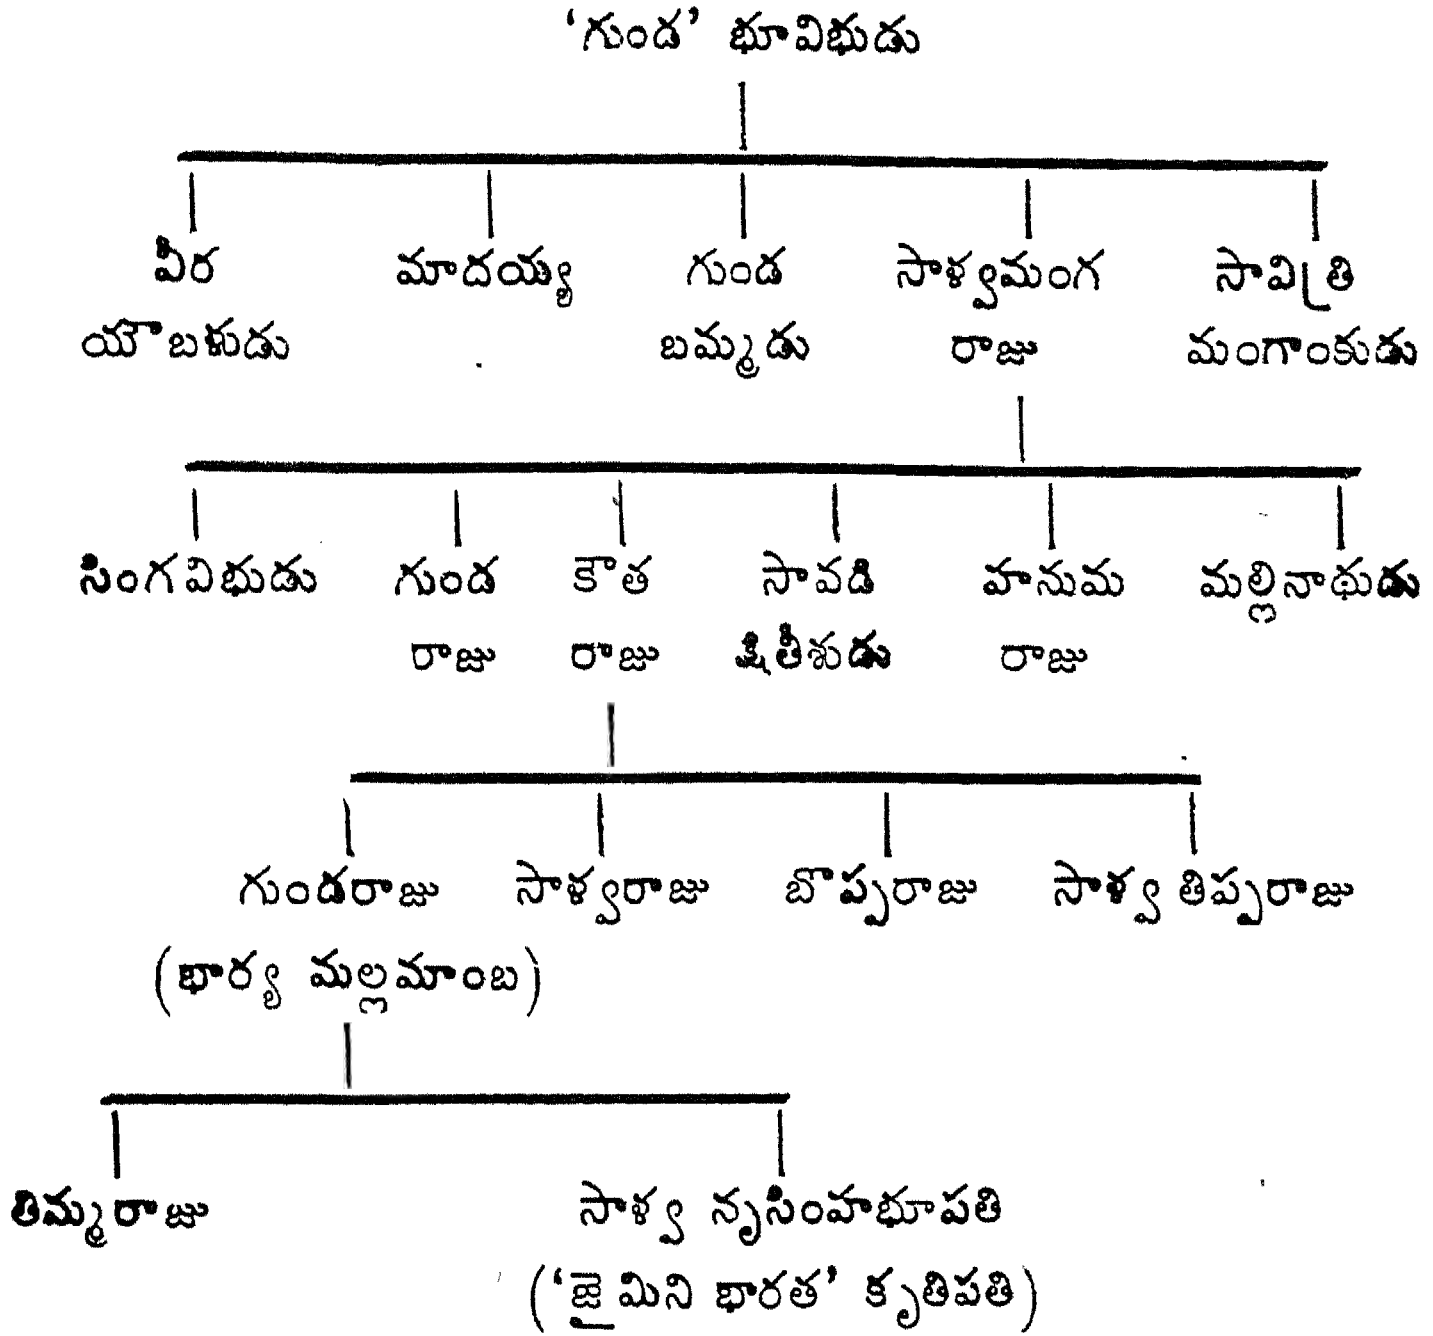 ‘గుండ’ భూవిభుడు
వీర మాదయ్య గుండ సాళ్వమంగ సావిత్రి
యౌబళుడు బమ్మడు రాజు మంగాంకుడు
సింగవిభుడు గుండ కౌత సావడి హనుమ మల్లినాథుడు
రాజు రాజు క్షితీశుడు రాజు
గుండరాజు సాళ్వరాజు బొప్పరాజు సాళ్వ తిప్పరాజు
(భార్య మల్లమాంబ)
తిమ్మరాజు సాళ్వ నృసింహభూపతి
(‘జైమిని భారత’ కృతిపతి)